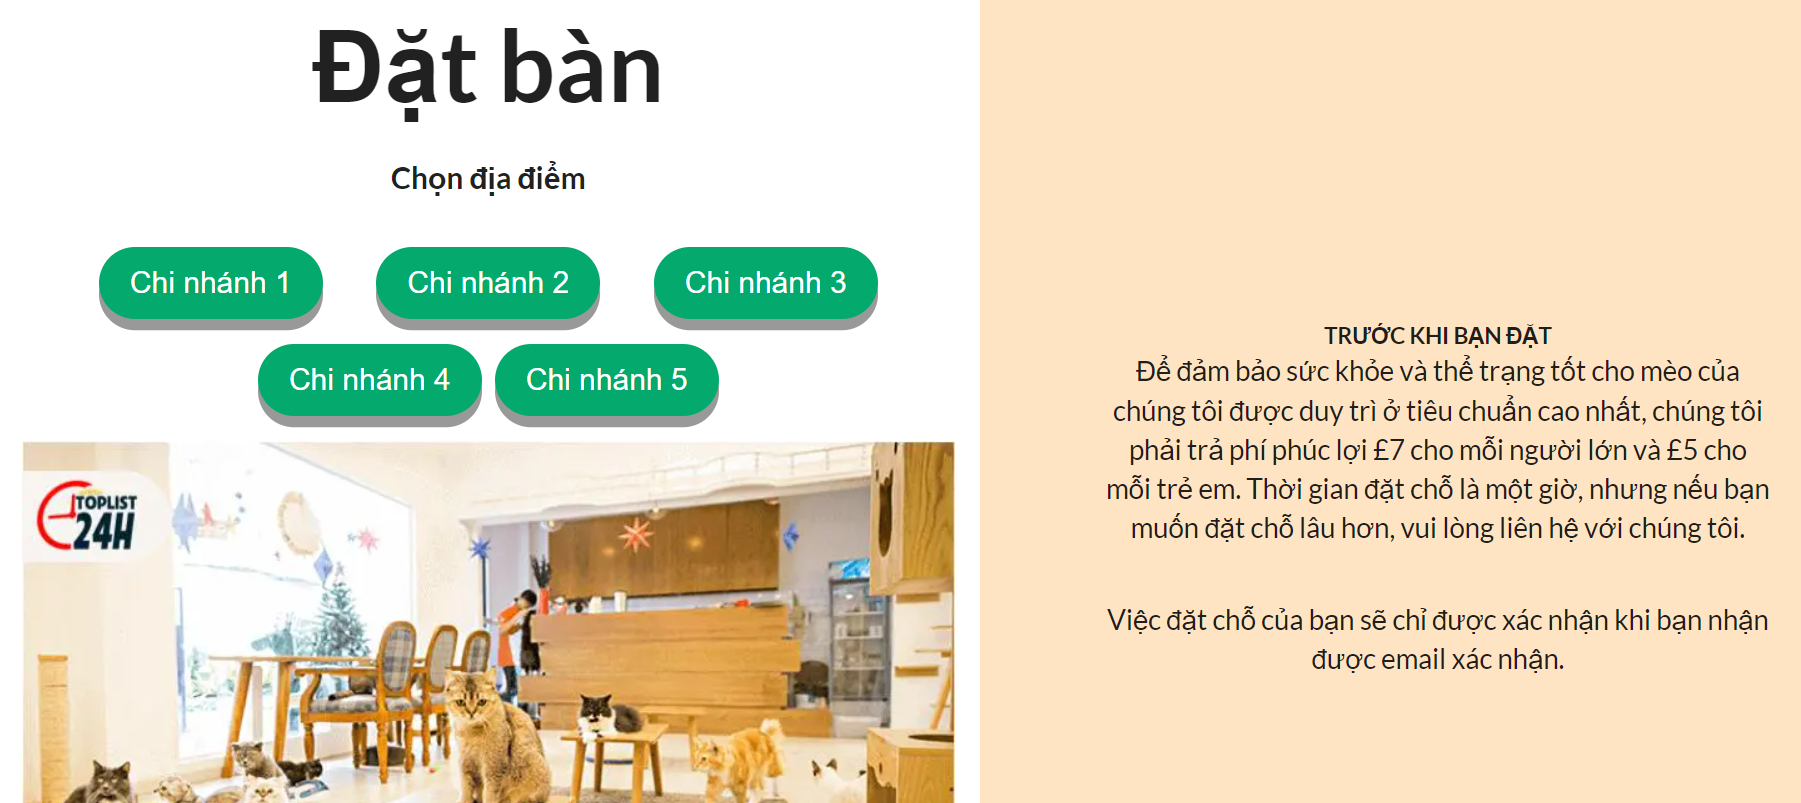 Đặt bàn
Chọn địa điểm
Chi nhánh 1
Chi nhánh 2
Chi nhánh 3
Chi nhánh 4
Chi nhánh 5
TOPLIST
24H
TRƯỚC KHI BẠN ĐẶT
Để đảm bảo sức khỏe và thể trạng tốt cho mèo của
chúng tôi được duy trì ở tiêu chuẩn cao nhất, chúng tôi
phải trả phí phúc lợi £7 cho mỗi người lớn và £5 cho
mỗi trẻ em. Thời gian đặt chỗ là một giờ, nhưng nếu bạn
muốn đặt chỗ lâu hơn, vui lòng liên hệ với chúng tôi.
Việc đặt chỗ của bạn sẽ chỉ được xác nhận khi bạn nhận
được email xác nhận.